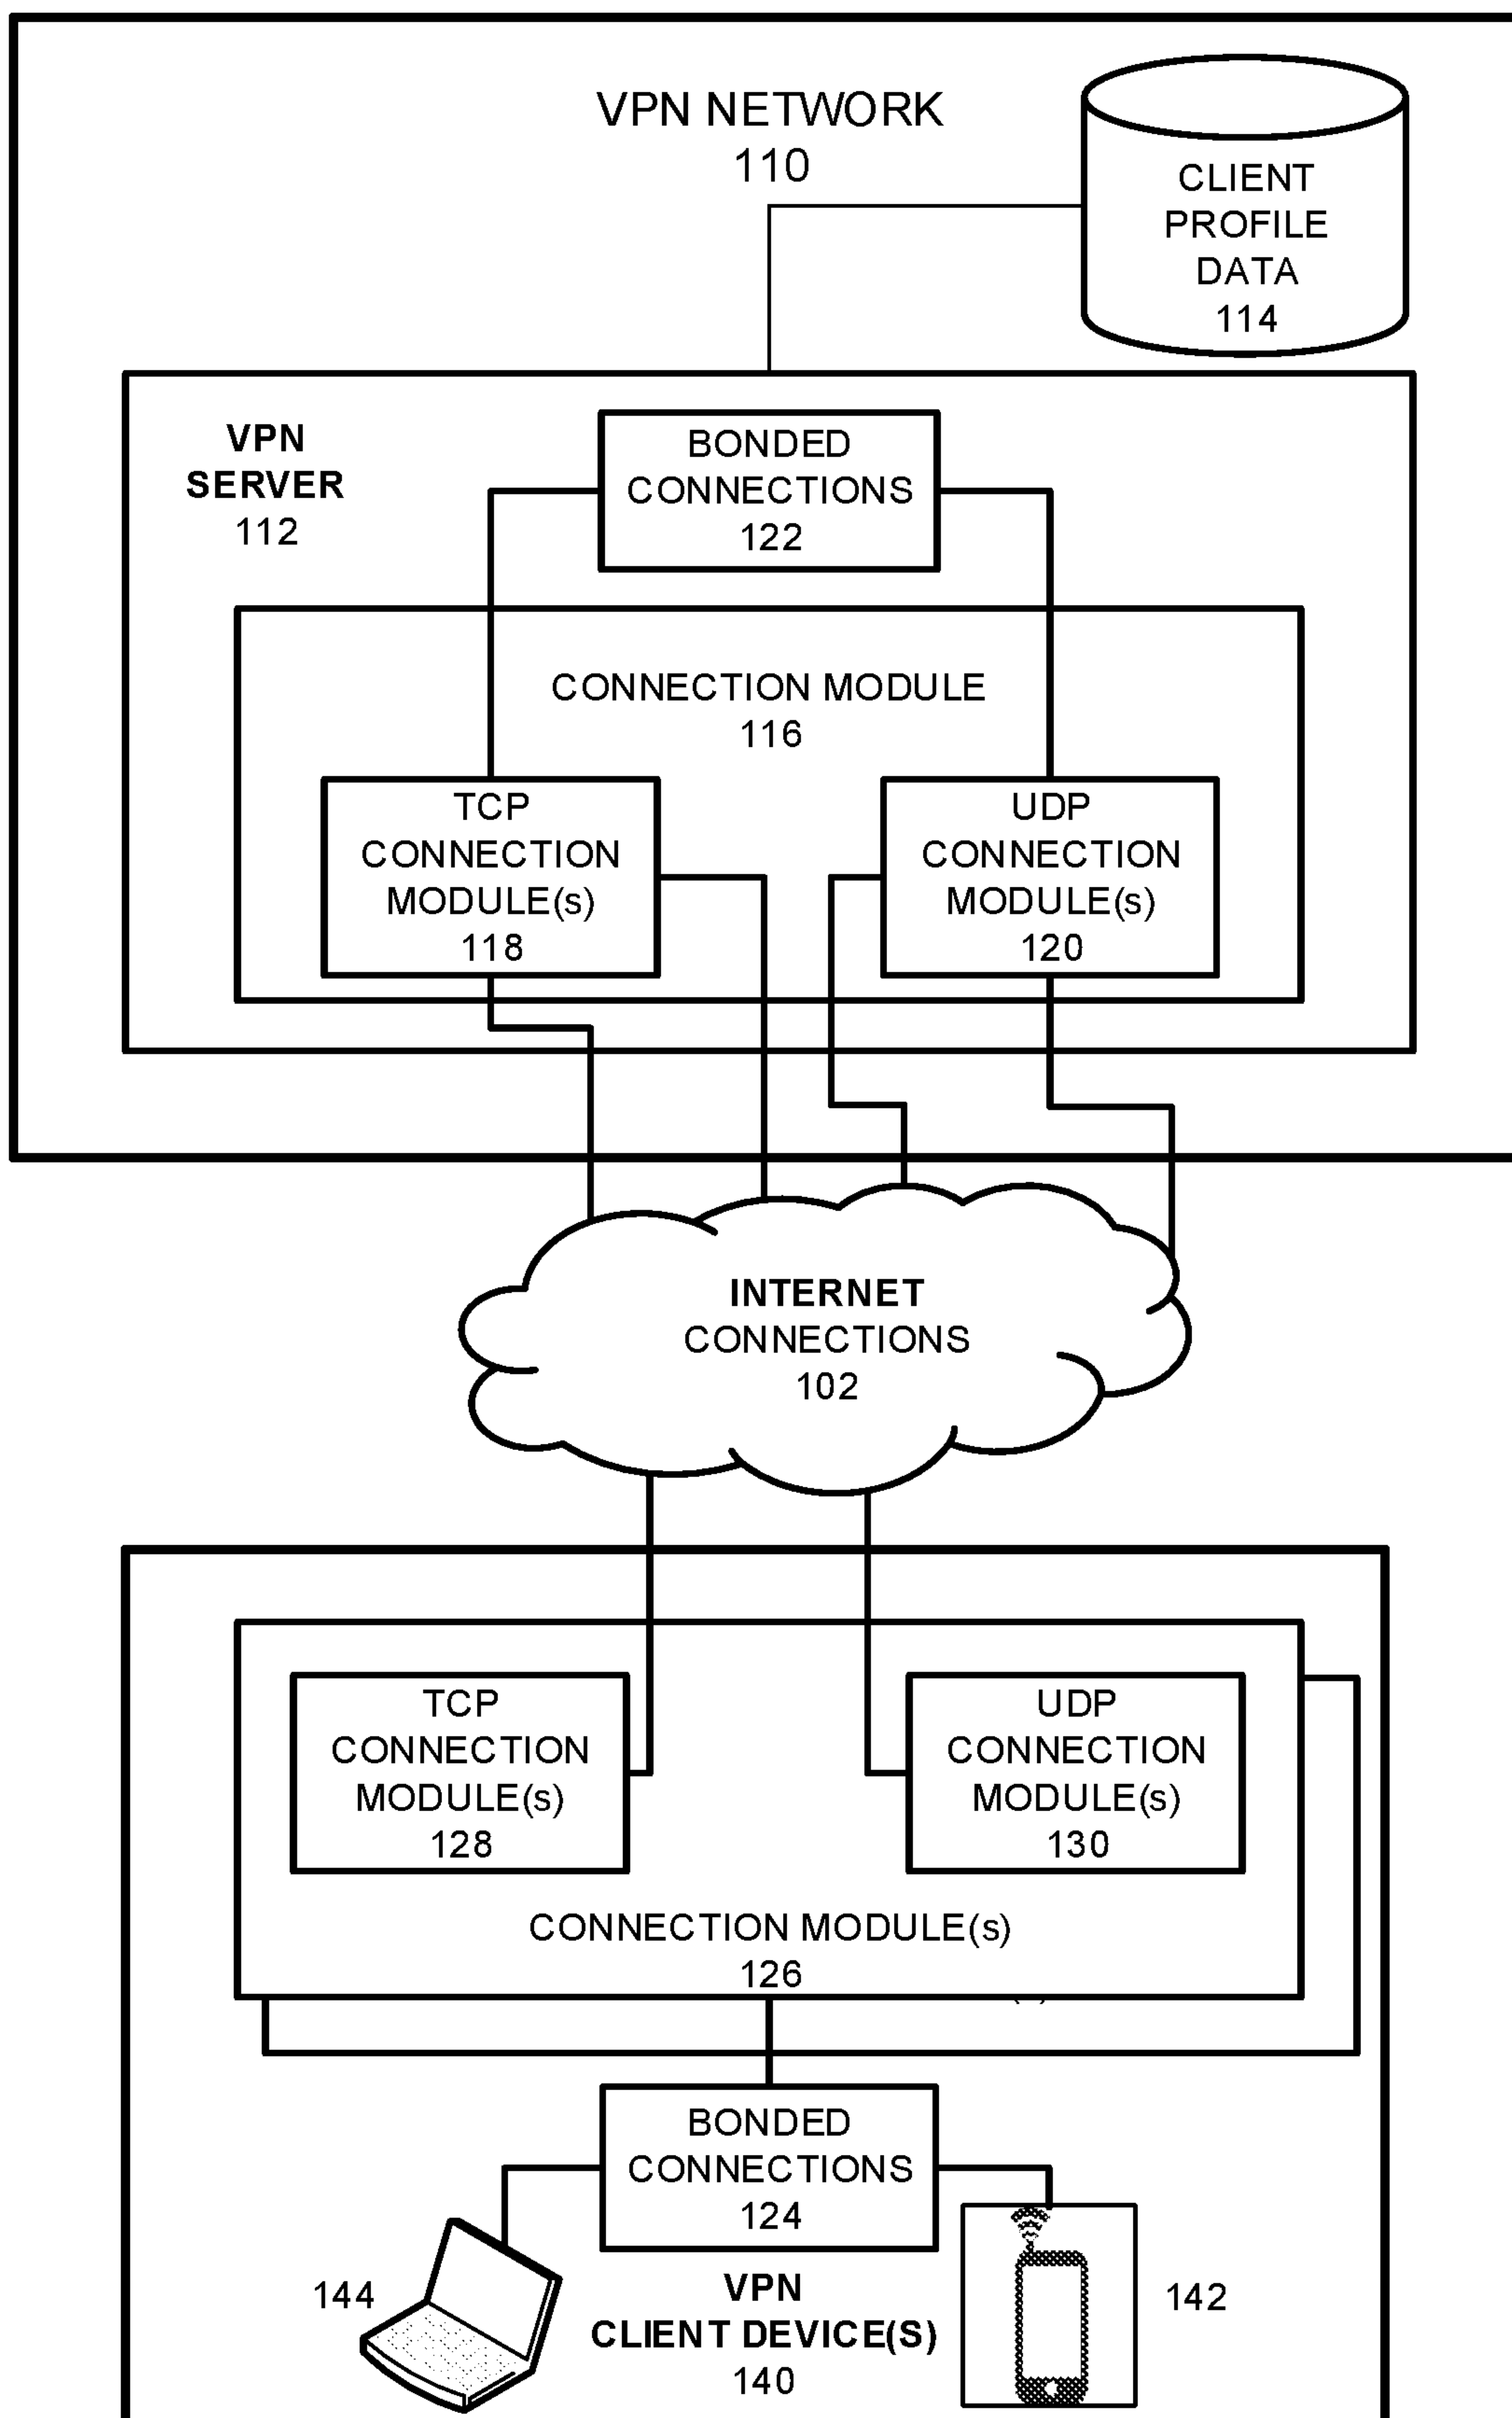 VPN NETWORK
110
CLIENT
PROFILE
DATA
114
VPN
SERVER
112
BONDED
CONNECTIONS
122
CONNECTION MODULE
116
TCP
CONNECTION
MODULE(s)
118
UDP
CONNECTION
MODULE(s)
120
INTERNET
CONNECTIONS
102
TCP
CONNECTION
MODULE(s)
128
UDP
CONNECTION
MODULE(s)
130
CONNECTION MODULE(s)
126
BONDED
CONNECTIONS
124
144
VPN
CLIENT DEVICE(S)
140
142